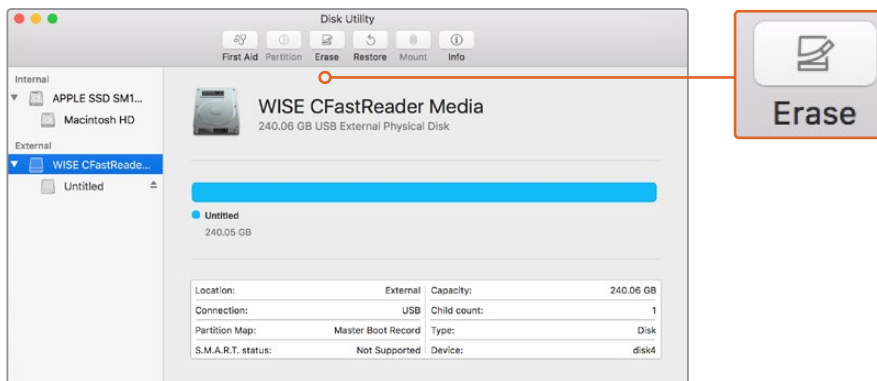 Disk Utility
First Aid Partition Erase Restore Mount Info
Erase
Internal
APPLE SSD SM1...
Macintosh HD
External
WISE CFastReade...
Untitled
WISE CFastReader Media
240.06 GB USB External Physical Disk
Untitled
240.05 GB
Location: External Capacity: 240.06 GB
Connection: USB Child count: 1
Partition Map: Master Boot Record Type: Disk
S.M.A.R.T. status: Not Supported Device: disk4